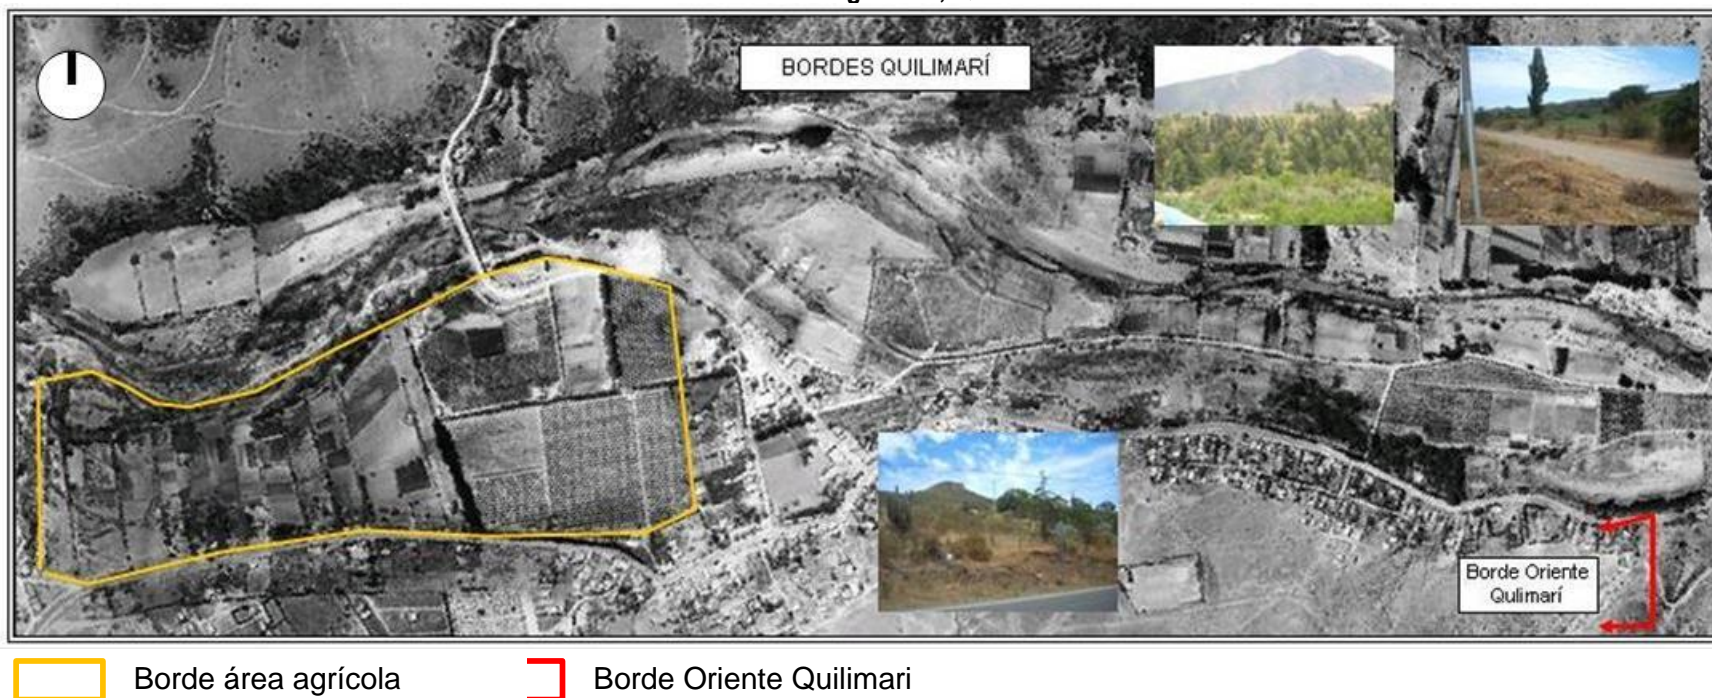 BORDES QUILIMARÍ
Borde Oriente
Qulimarí
Borde área agrícola
Borde Oriente Quilimari